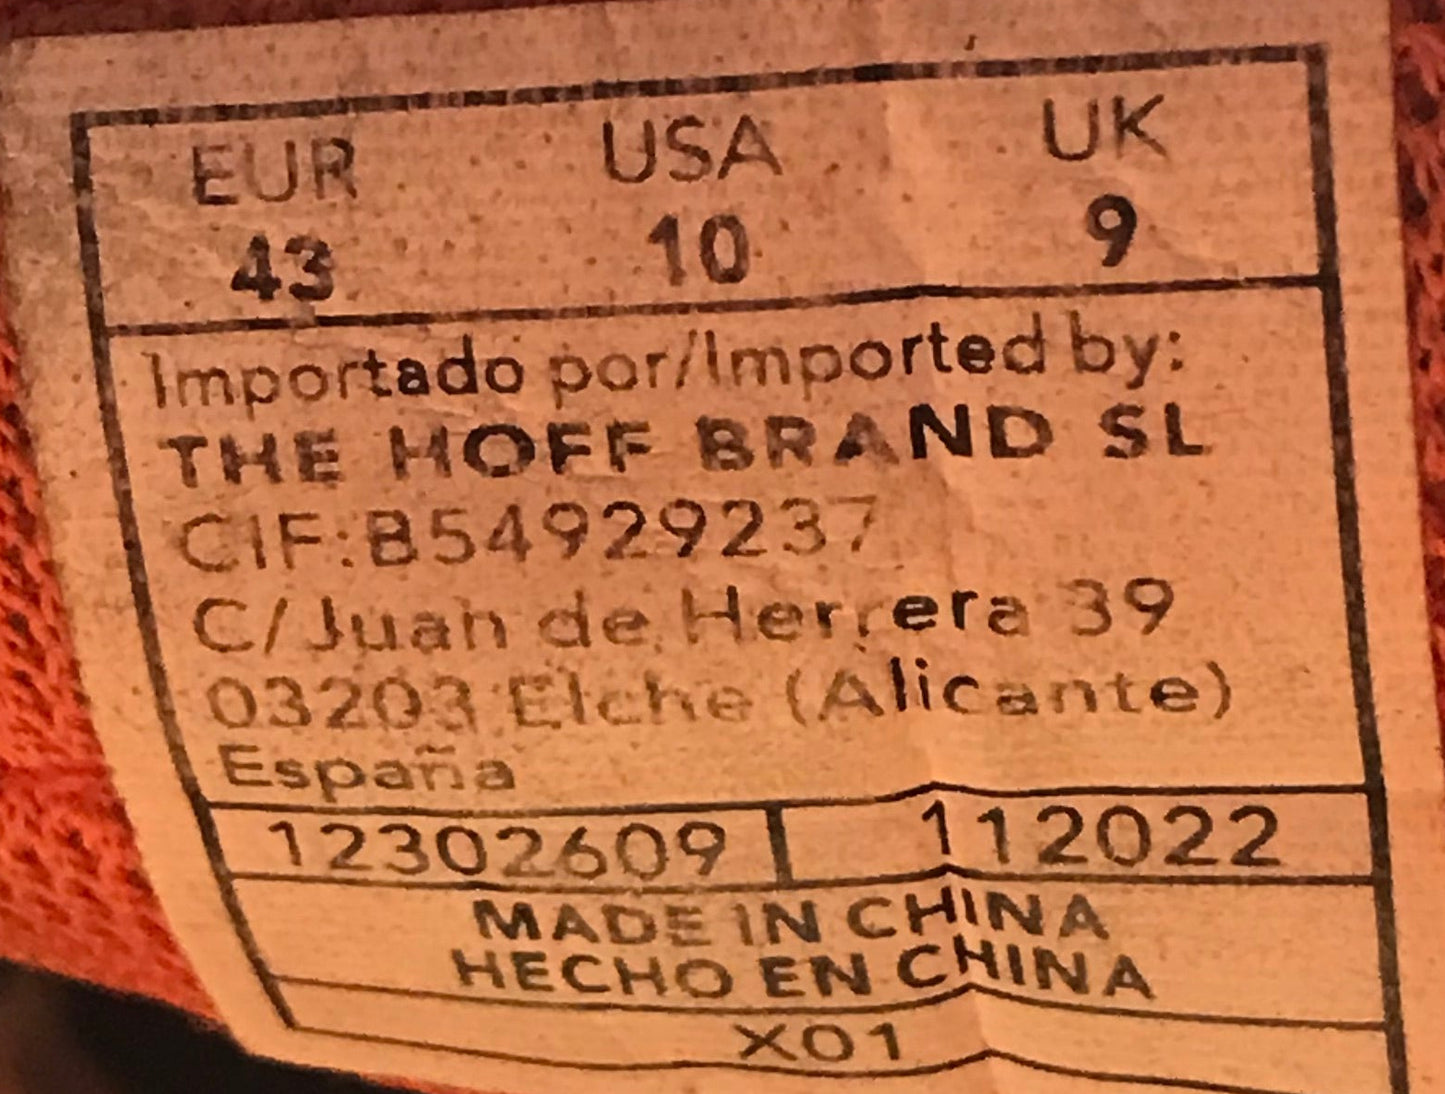 EUR USA UK
43 10 9
Importado por/Imported by:
THE HOFF BRAND SL
CIF:B54929237
C/Juan de Herrera 39
03203 Elche (Alicante)
España
12302609 112022
MADE IN CHINA
HECHO EN CHINA
X01